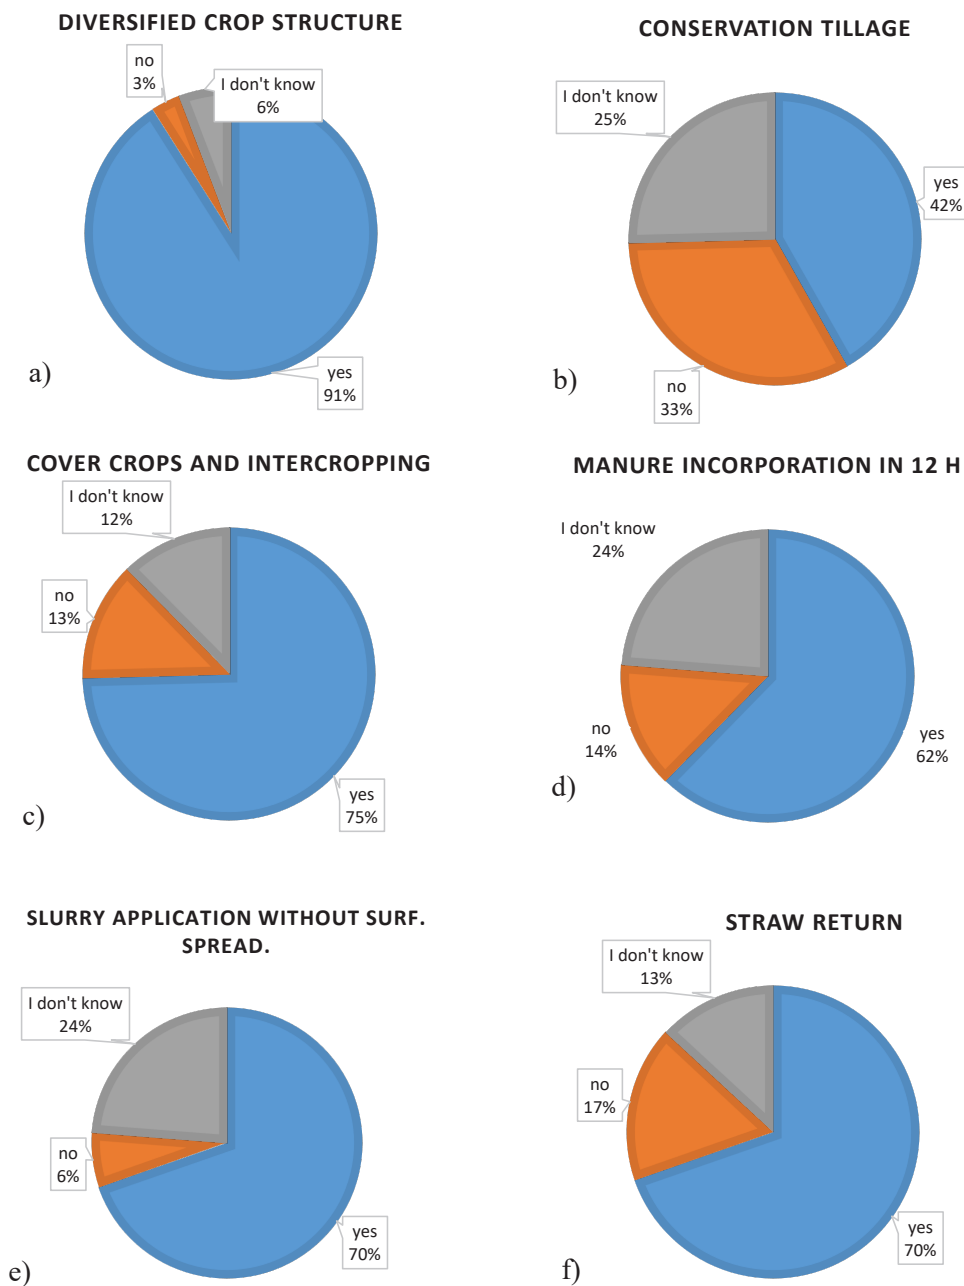 DIVERSIFIED CROP STRUCTURE
no
3%
I don't know
6%
yes
91%
a)
CONSERVATION TILLAGE
I don't know
25%
yes
42%
no
33%
b)
COVER CROPS AND INTERCROPPING
I don't know
12%
no
13%
yes
75%
c)
MANURE INCORPORATION IN 12 H
I don't know
24%
no
14%
yes
62%
d)
SLURRY APPLICATION WITHOUT SURF.
SPREAD.
I don't know
24%
no
6%
yes
70%
e)
STRAW RETURN
I don't know
13%
no
17%
yes
70%
f)